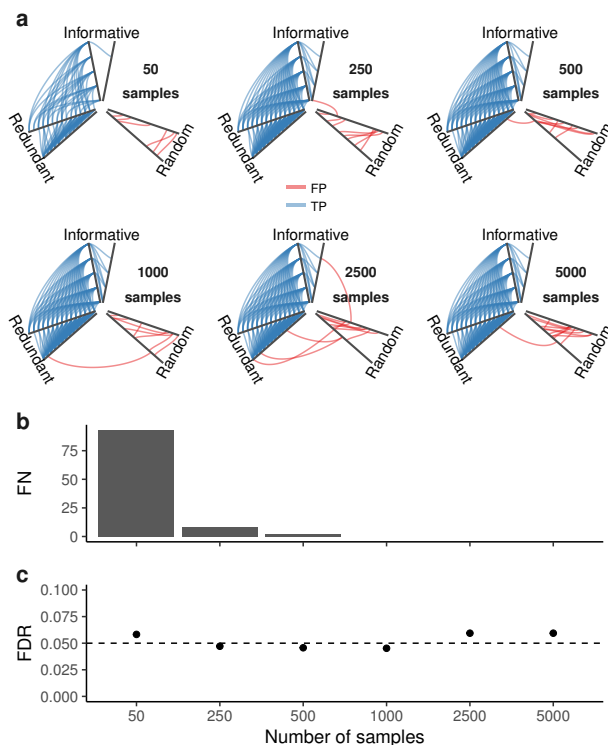 a
Informative
50
samples
Redundant
Random
Informative
250
samples
Redundant
Random
Informative
500
samples
Redundant
Random
FP
TP
Informative
1000
samples
Redundant
Random
Informative
2500
samples
Redundant
Random
Informative
5000
samples
Redundant
Random
b
FN
75
50
25
0
c
FDR
0.100
0.075
0.050
0.025
0.000
50 250 500 1000 2500 5000
Number of samples